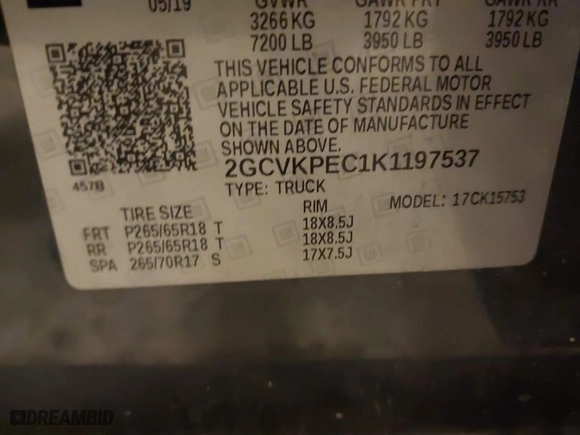 05/19 GVWR GAWR FRT GAWR RR
3266 KG 1792 KG 1792 KG
7200 LB 3950 LB 3950 LB
THIS VEHICLE CONFORMS TO ALL
APPLICABLE U.S. FEDERAL MOTOR
VEHICLE SAFETY STANDARDS IN EFFECT
ON THE DATE OF MANUFACTURE
SHOWN ABOVE.
2GCVKPEC1K1197537
457B TYPE: TRUCK MODEL: 17CK15753
TIRE SIZE RIM
FRT P265/65R18 T 18X8.5J
RR P265/65R18 T 18X8.5J
SPA 265/70R17 S 17X7.5J
DREAMBID